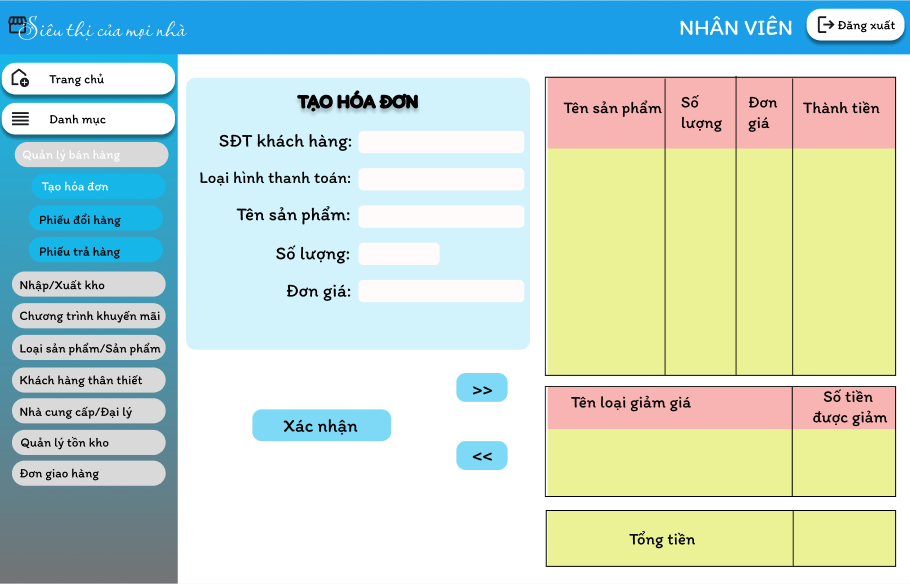 Siêu thị của mọi nhà
NHÂN VIÊN
Đăng xuất
Trang chủ
Danh mục
Quản lý bán hàng
Tạo hóa đơn
Phiếu đổi hàng
Phiếu trả hàng
Nhập/Xuất kho
Chương trình khuyến mãi
Loại sản phẩm/Sản phẩm
Khách hàng thân thiết
Nhà cung cấp/Đại lý
Quản lý tồn kho
Đơn giao hàng
TẠO HÓA ĐƠN
SĐT khách hàng:
Loại hình thanh toán:
Tên sản phẩm:
Số lượng:
Đơn giá:
>>
Xác nhận
<<
Tên sản phẩm
Số
lượng
Đơn
giá
Thành tiền
Tên loại giảm giá
Số tiền
được giảm
Tổng tiền